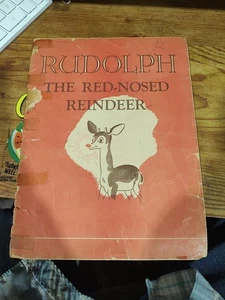 RUDOLPH
THE RED-NOSED
REINDEER